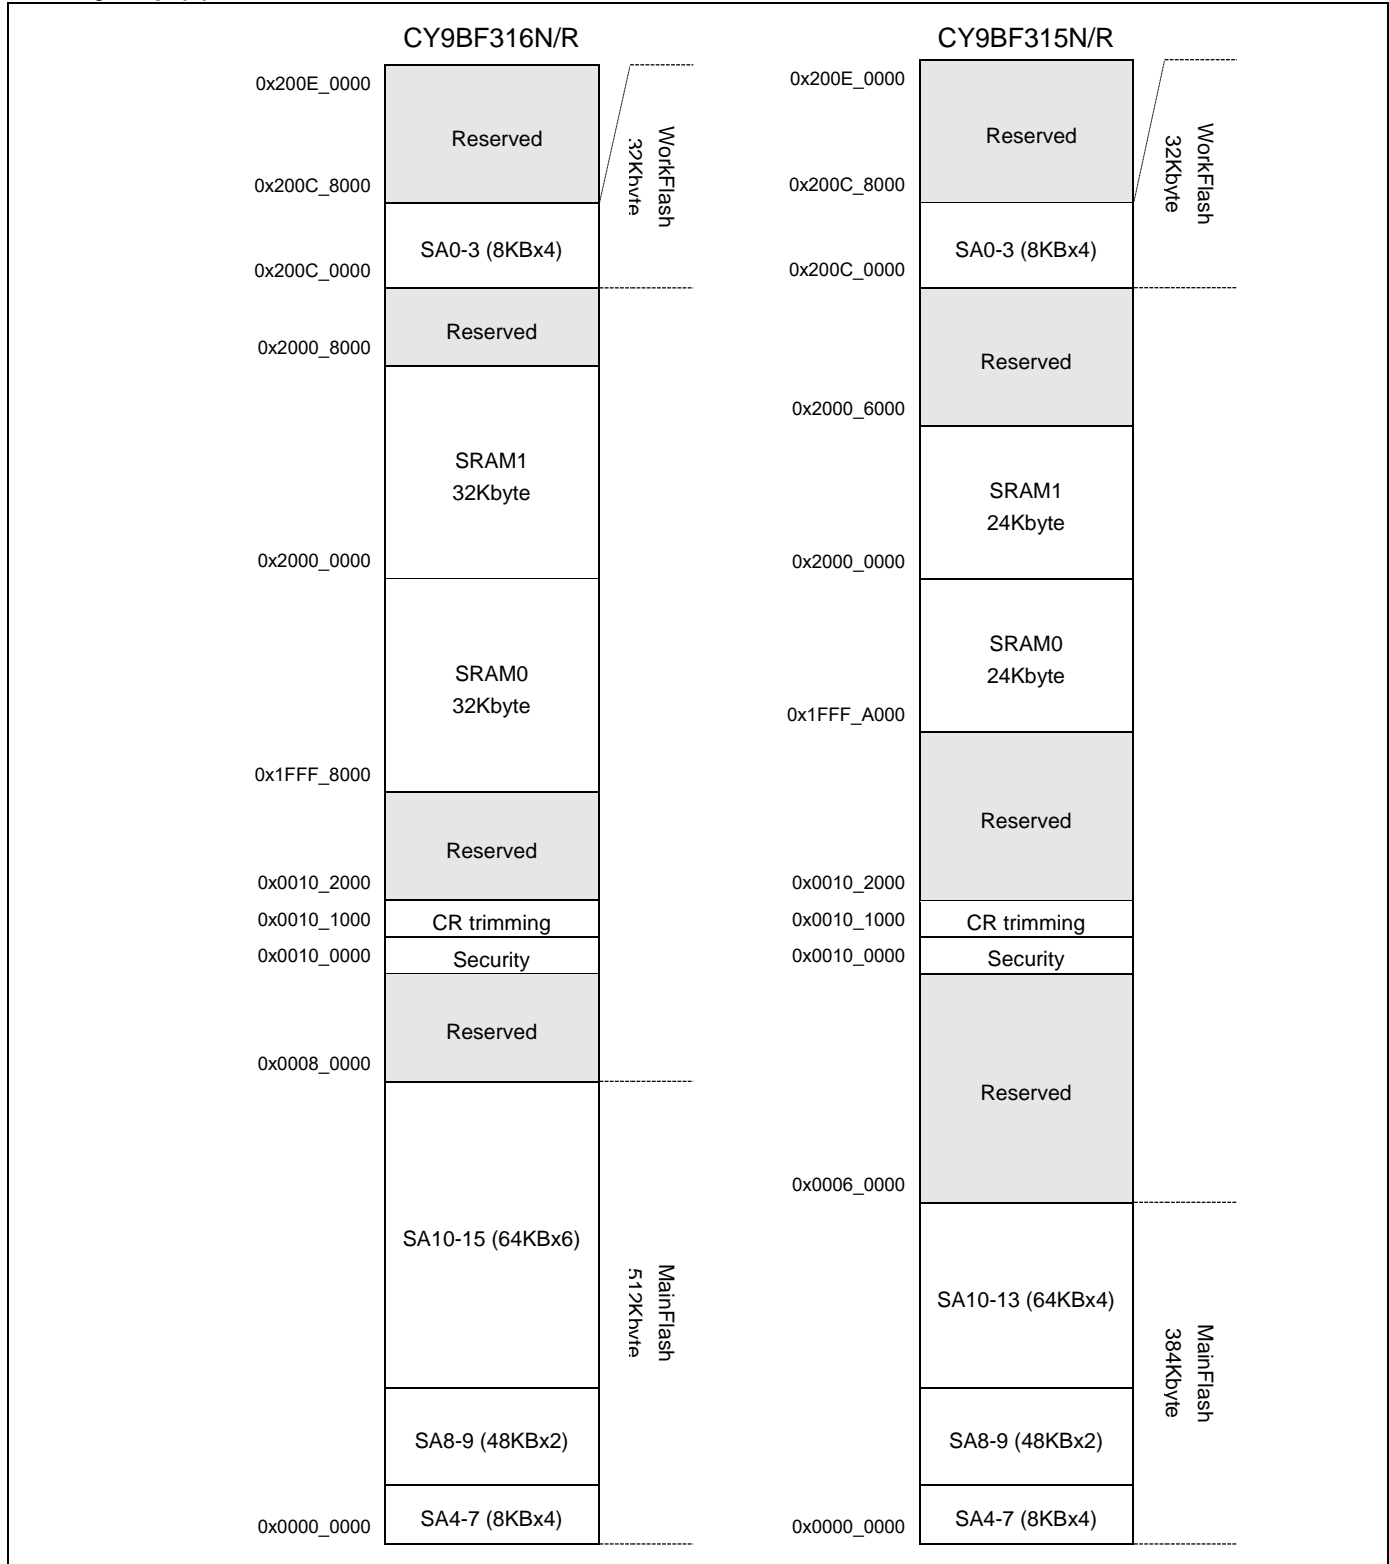 CY9BF316N/R
0x200E_0000
Reserved
WorkFlash
32Kbyte
0x200C_8000
SA0-3 (8KBx4)
0x200C_0000
Reserved
0x2000_8000
SRAM1
32Kbyte
0x2000_0000
SRAM0
32Kbyte
0x1FFF_8000
Reserved
0x0010_2000
0x0010_1000
CR trimming
0x0010_0000
Security
Reserved
0x0008_0000
SA10-15 (64KBx6)
MainFlash
512Kbyte
SA8-9 (48KBx2)
SA4-7 (8KBx4)
0x0000_0000
CY9BF315N/R
0x200E_0000
Reserved
WorkFlash
32Kbyte
0x200C_8000
SA0-3 (8KBx4)
0x200C_0000
Reserved
0x2000_6000
SRAM1
24Kbyte
0x2000_0000
SRAM0
24Kbyte
0x1FFF_A000
Reserved
0x0010_2000
0x0010_1000
CR trimming
0x0010_0000
Security
Reserved
0x0006_0000
SA10-13 (64KBx4)
MainFlash
384Kbyte
SA8-9 (48KBx2)
SA4-7 (8KBx4)
0x0000_0000